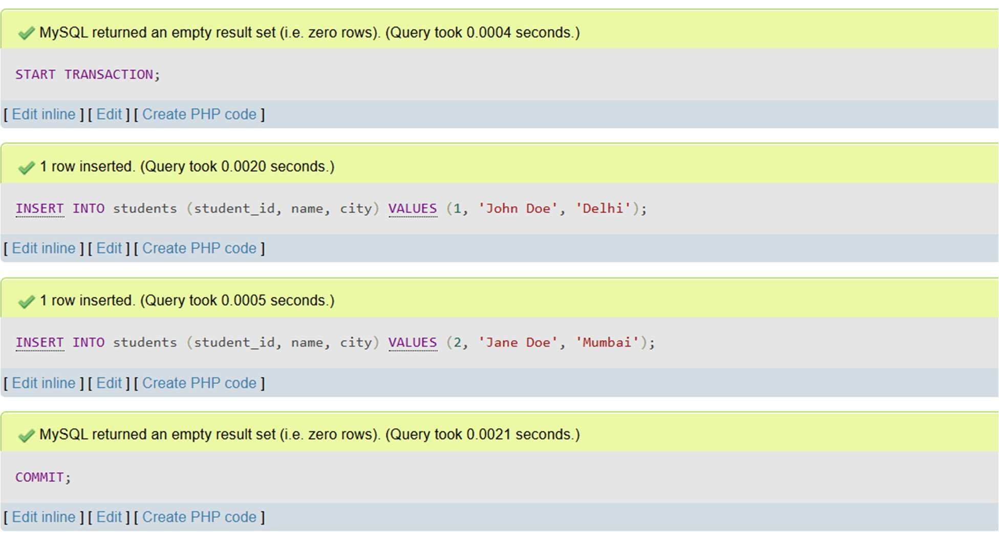 MySQL returned an empty result set (i.e. zero rows). (Query took 0.0004 seconds.)
START TRANSACTION;
[ Edit inline ] [ Edit ] [ Create PHP code ]
1 row inserted. (Query took 0.0020 seconds.)
INSERT INTO students (student_id, name, city) VALUES (1, 'John Doe', 'Delhi');
[ Edit inline ] [ Edit ] [ Create PHP code ]
1 row inserted. (Query took 0.0005 seconds.)
INSERT INTO students (student_id, name, city) VALUES (2, 'Jane Doe', 'Mumbai');
[ Edit inline ] [ Edit ] [ Create PHP code ]
MySQL returned an empty result set (i.e. zero rows). (Query took 0.0021 seconds.)
COMMIT;
[ Edit inline ] [ Edit ] [ Create PHP code ]